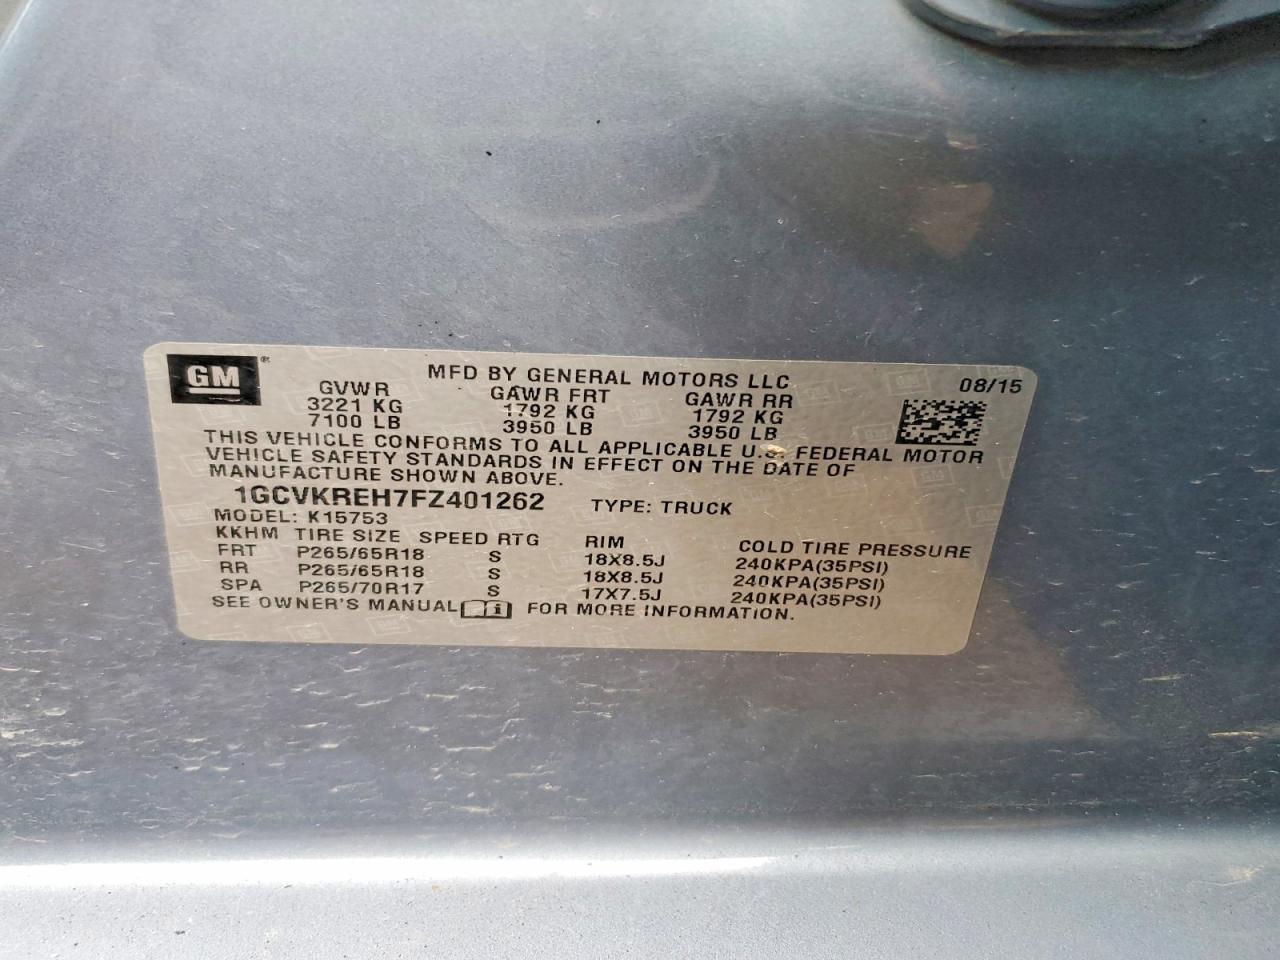 GM®
MFD BY GENERAL MOTORS LLC 08/15
GVWR GAWR FRT GAWR RR
3221 KG 1792 KG 1792 KG
7100 LB 3950 LB 3950 LB
THIS VEHICLE CONFORMS TO ALL APPLICABLE U.S. FEDERAL MOTOR
VEHICLE SAFETY STANDARDS IN EFFECT ON THE DATE OF
MANUFACTURE SHOWN ABOVE.
1GCVKREH7FZ401262 TYPE: TRUCK
MODEL: K15753
KKHM TIRE SIZE SPEED RTG RIM COLD TIRE PRESSURE
FRT P265/65R18 S 18X8.5J 240KPA(35PSI)
RR P265/65R18 S 18X8.5J 240KPA(35PSI)
SPA P265/70R17 S 17X7.5J 240KPA(35PSI)
SEE OWNER'S MANUAL i FOR MORE INFORMATION.